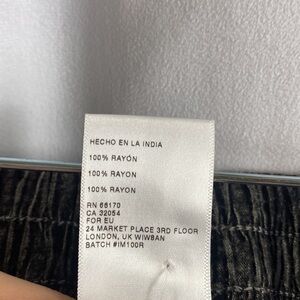 HECHO EN LA INDIA
100% RAYÓN
100% RAYON
100% RAYON
RN 66170
CA 32054
FOR EU
24 MARKET PLACE 3RD FLOOR
LONDON, UK WIW8AN
BATCH #IM100R